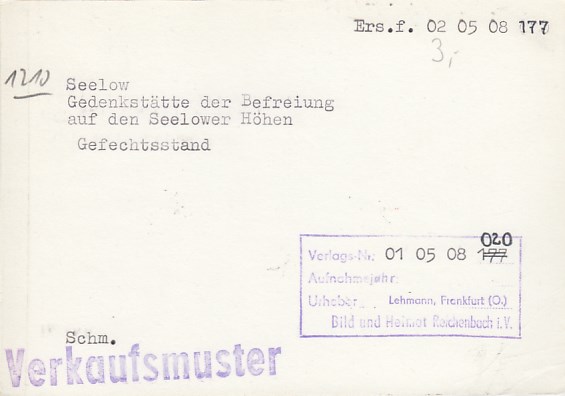 Ers.f. 02 05 08 177
3,-
1210
Seelow
Gedenkstätte der Befreiung
auf den Seelower Höhen
Gefechtsstand
020
Verlags-Nr.: 01 05 08 177
Aufnahmejahr:
Urheber: Lehmann, Frankfurt (O.)
Bild und Heimat Reichenbach i.V.
Schm.
Verkaufsmuster